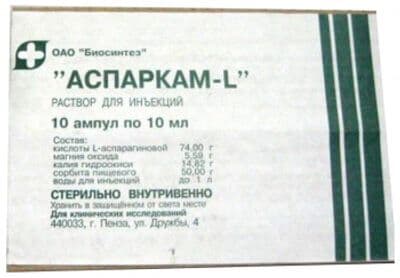 ОАО "Биосинтез"
"АСПАРКАМ-L"
РАСТВОР ДЛЯ ИНЪЕКЦИЙ
10 ампул по 10 мл
Состав:
кислоты L-аспарагиновой 74,00 г
магния оксида 5,59 г
калия гидроокиси 14,82 г
сорбита пищевого 50,00 г
воды для инъекций до 1 л
СТЕРИЛЬНО ВНУТРИВЕННО
Хранить в защищённом от света месте
Для клинических исследований
440033, г. Пенза, ул. Дружбы, 4